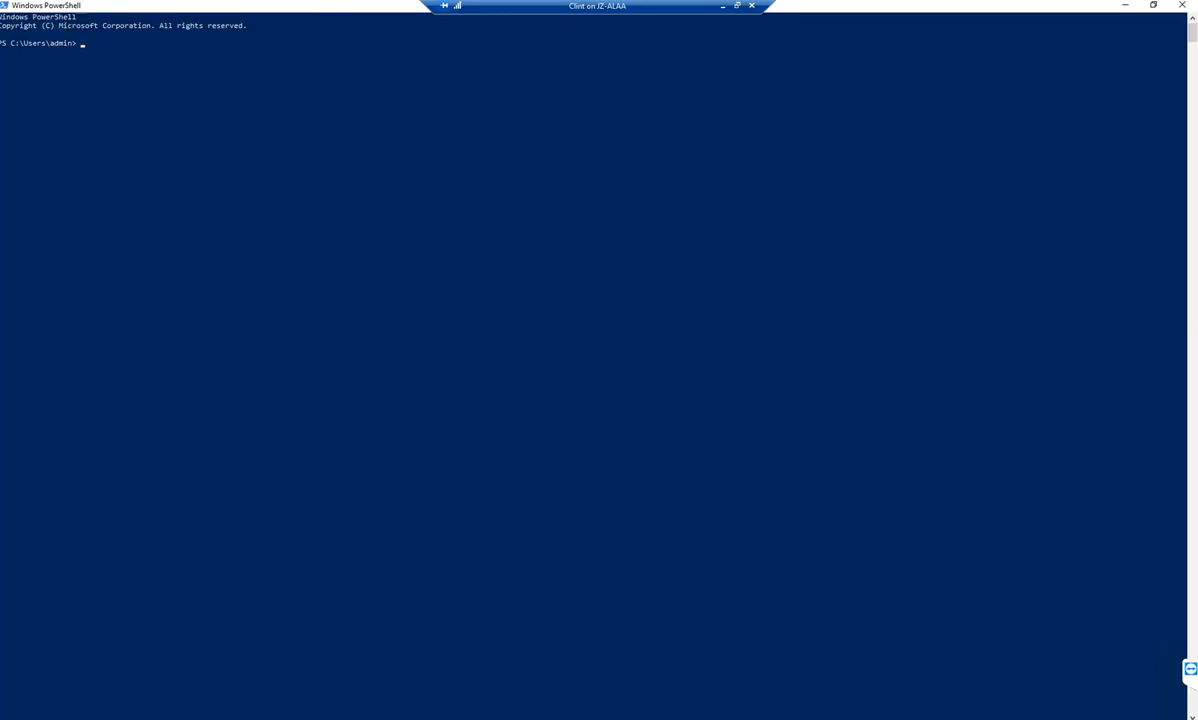 Windows PowerShell
Clint on JZ-ALAA
Windows PowerShell
Copyright (C) Microsoft Corporation. All rights reserved.
PS C:\Users\admin>